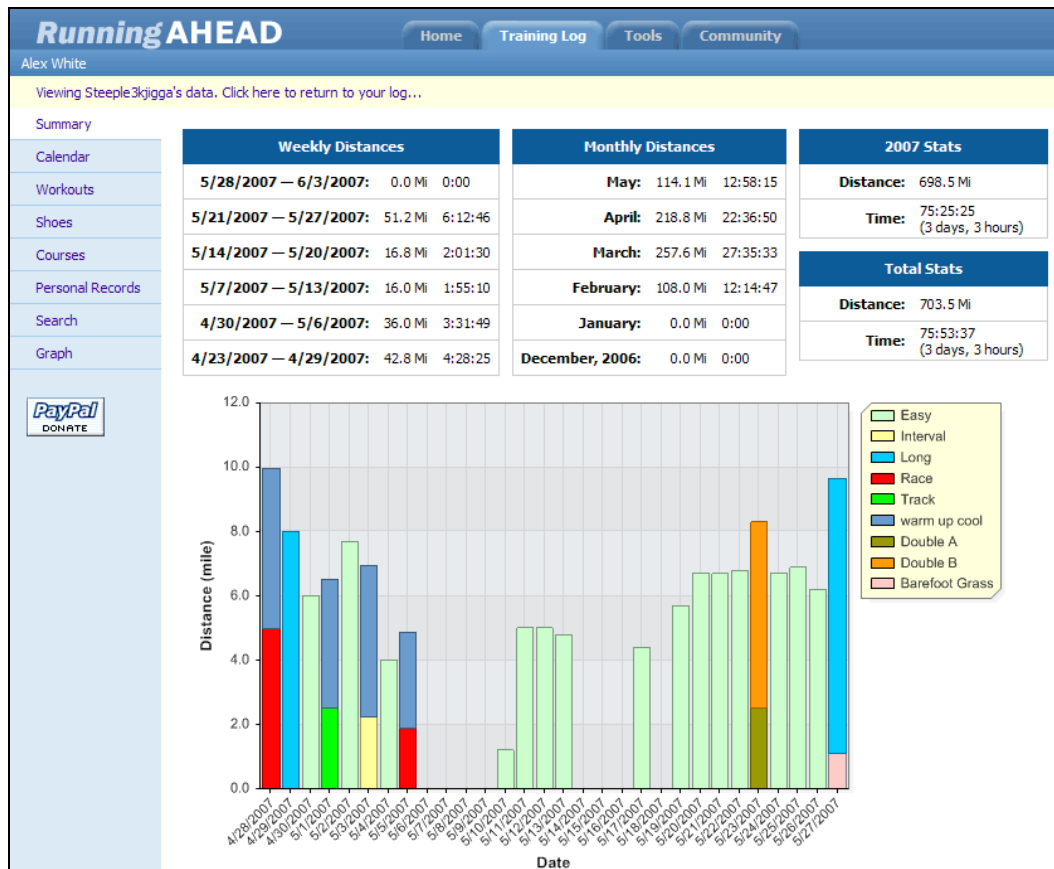 Running AHEAD
Home Training Log Tools Community
Alex White
Viewing Steeple3kjigga's data. Click here to return to your log...
Summary
Calendar
Workouts
Shoes
Courses
Personal Records
Search
Graph
PayPal
DONATE
Weekly Distances
5/28/2007 — 6/3/2007: 0.0 Mi 0:00
5/21/2007 — 5/27/2007: 51.2 Mi 6:12:46
5/14/2007 — 5/20/2007: 16.8 Mi 2:01:30
5/7/2007 — 5/13/2007: 16.0 Mi 1:55:10
4/30/2007 — 5/6/2007: 36.0 Mi 3:31:49
4/23/2007 — 4/29/2007: 42.8 Mi 4:28:25
Monthly Distances
May: 114.1 Mi 12:58:15
April: 218.8 Mi 22:36:50
March: 257.6 Mi 27:35:33
February: 108.0 Mi 12:14:47
January: 0.0 Mi 0:00
December, 2006: 0.0 Mi 0:00
2007 Stats
Distance: 698.5 Mi
Time: 75:25:25
(3 days, 3 hours)
Total Stats
Distance: 703.5 Mi
Time: 75:53:37
(3 days, 3 hours)
Distance (mile)
12.0
10.0
8.0
6.0
4.0
2.0
0.0
4/28/2007
4/29/2007
4/30/2007
5/1/2007
5/2/2007
5/3/2007
5/4/2007
5/5/2007
5/6/2007
5/7/2007
5/8/2007
5/9/2007
5/10/2007
5/11/2007
5/12/2007
5/13/2007
5/14/2007
5/15/2007
5/16/2007
5/17/2007
5/18/2007
5/19/2007
5/20/2007
5/21/2007
5/22/2007
5/23/2007
5/24/2007
5/25/2007
5/26/2007
5/27/2007
Date
Easy
Interval
Long
Race
Track
warm up cool
Double A
Double B
Barefoot Grass